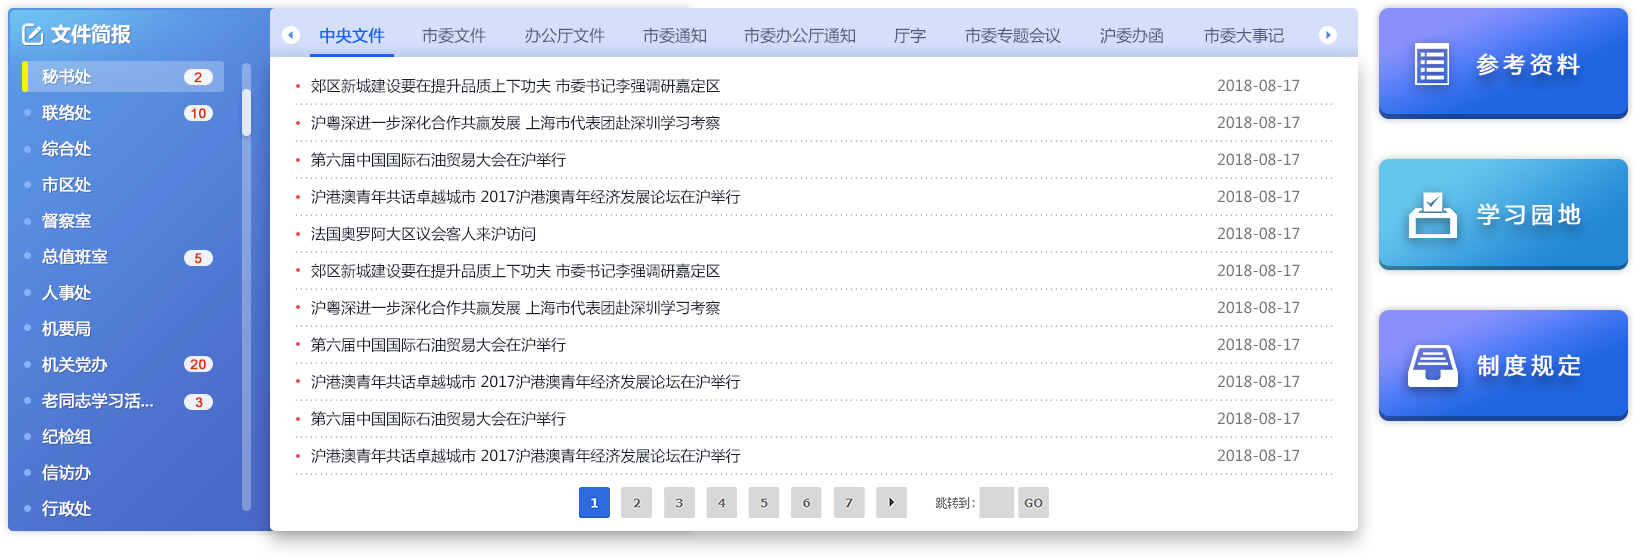 文件简报
秘书处 2
联络处 10
综合处
市区处
督察室
总值班室 5
人事处
机要局
机关党办 20
老同志学习活... 3
纪检组
信访办
行政处
中央文件 市委文件 办公厅文件 市委通知 市委办公厅通知 厅字 市委专题会议 沪委办函 市委大事记
郊区新城建设要在提升品质上下功夫 市委书记李强调研嘉定区 2018-08-17
沪粤深进一步深化合作共赢发展 上海市代表团赴深圳学习考察 2018-08-17
第六届中国国际石油贸易大会在沪举行 2018-08-17
沪港澳青年共话卓越城市 2017沪港澳青年经济发展论坛在沪举行 2018-08-17
法国奥罗阿大区议会客人来沪访问 2018-08-17
郊区新城建设要在提升品质上下功夫 市委书记李强调研嘉定区 2018-08-17
沪粤深进一步深化合作共赢发展 上海市代表团赴深圳学习考察 2018-08-17
第六届中国国际石油贸易大会在沪举行 2018-08-17
沪港澳青年共话卓越城市 2017沪港澳青年经济发展论坛在沪举行 2018-08-17
第六届中国国际石油贸易大会在沪举行 2018-08-17
沪港澳青年共话卓越城市 2017沪港澳青年经济发展论坛在沪举行 2018-08-17
1 2 3 4 5 6 7 跳转到: GO
参考资料
学习园地
制度规定